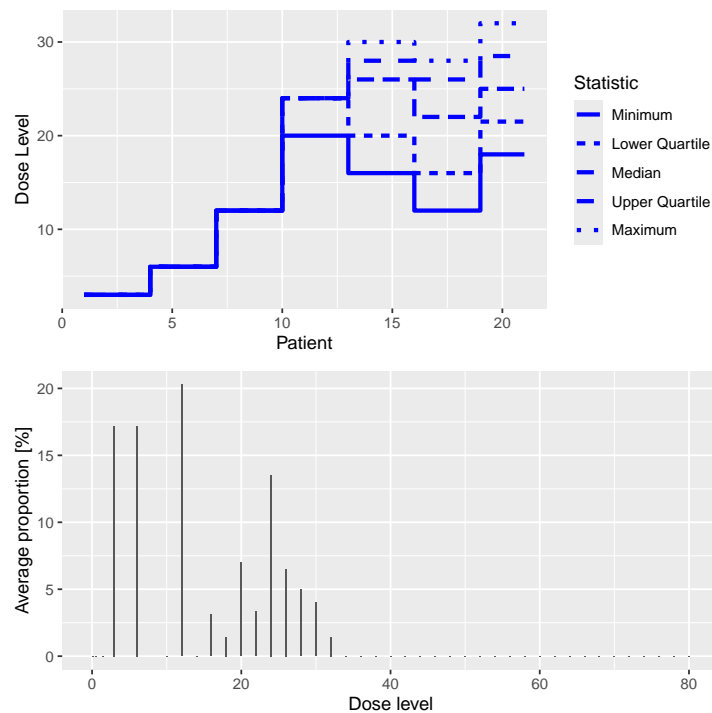 30
20
10
Dose Level
0
5
10
15
20
Patient
Statistic
Minimum
Lower Quartile
Median
Upper Quartile
Maximum
20
15
10
5
0
Average proportion [%]
0
20
40
60
80
Dose level